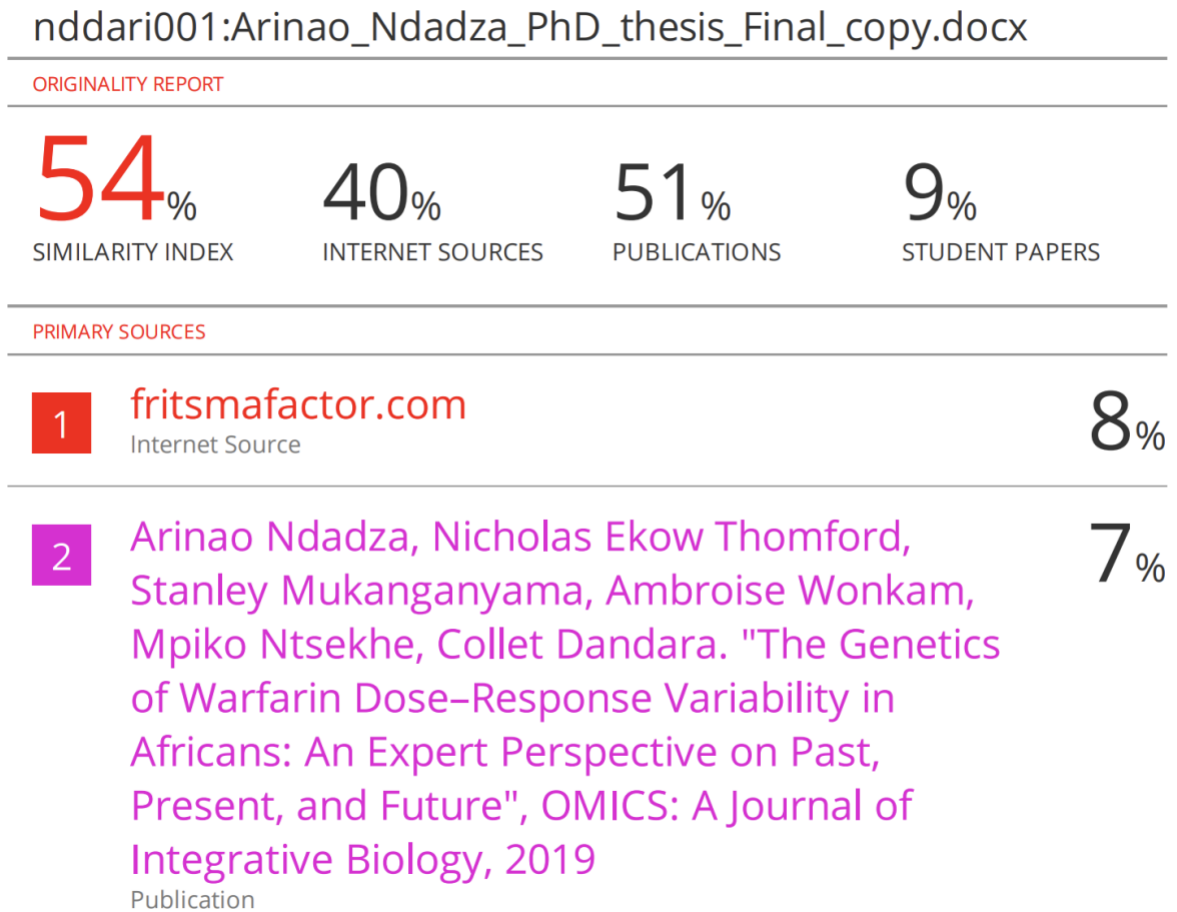 nddari001:Arinao_Ndadza_PhD_thesis_Final_copy.docx
ORIGINALITY REPORT
54% 40% 51% 9%
SIMILARITY INDEX INTERNET SOURCES PUBLICATIONS STUDENT PAPERS
PRIMARY SOURCES
1 fritsmafactor.com 8%
Internet Source
2 Arinao Ndadza, Nicholas Ekow Thomford, 7%
Stanley Mukanganyama, Ambroise Wonkam,
Mpiko Ntsekhe, Collet Dandara. "The Genetics
of Warfarin Dose–Response Variability in
Africans: An Expert Perspective on Past,
Present, and Future", OMICS: A Journal of
Integrative Biology, 2019
Publication